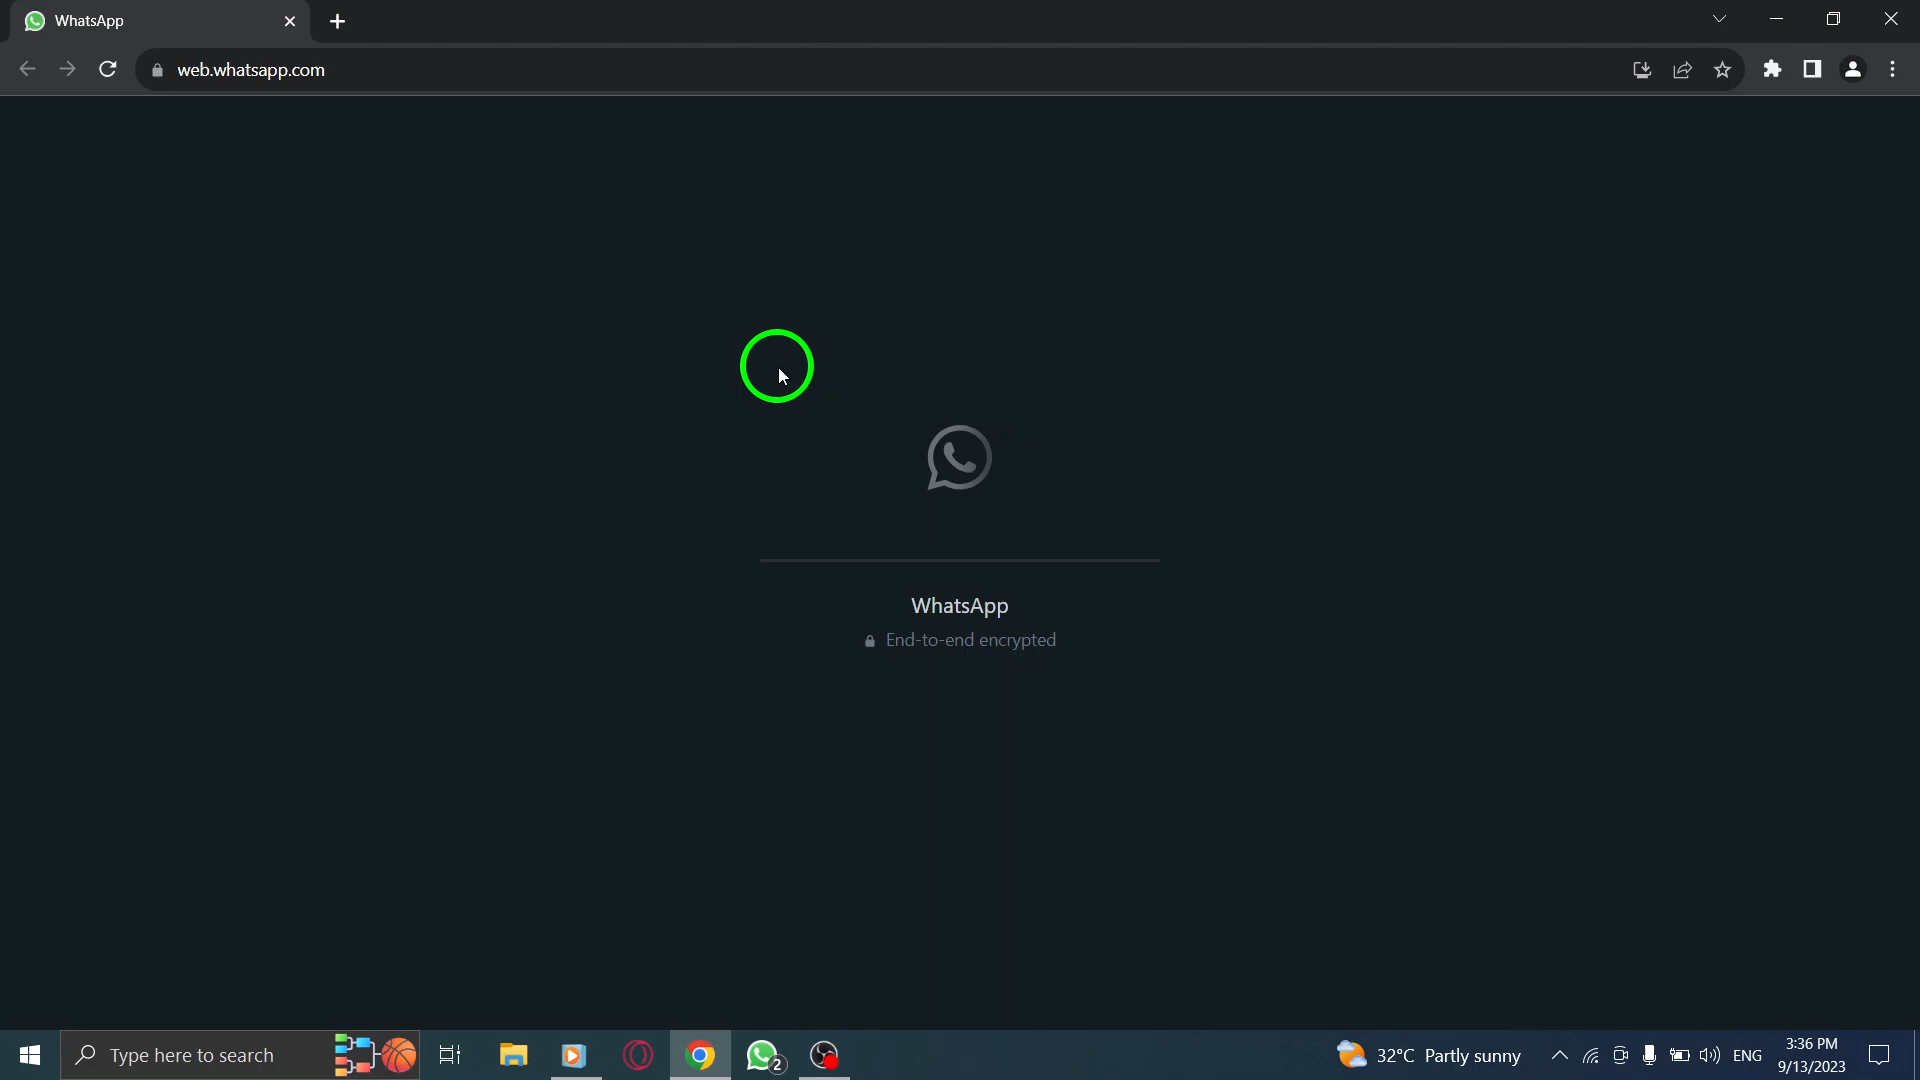 WhatsApp
web.whatsapp.com
WhatsApp
End-to-end encrypted
Type here to search
2
32°C Partly sunny
ENG
3:36 PM
9/13/2023